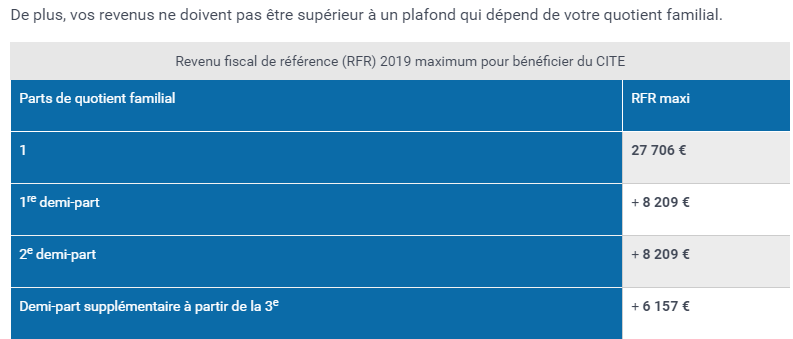 De plus, vos revenus ne doivent pas être supérieur à un plafond qui dépend de votre quotient familial.
Revenu fiscal de référence (RFR) 2019 maximum pour bénéficier du CITE
Parts de quotient familial RFR maxi
1 27 706 €
1re demi-part + 8 209 €
2e demi-part + 8 209 €
Demi-part supplémentaire à partir de la 3e + 6 157 €